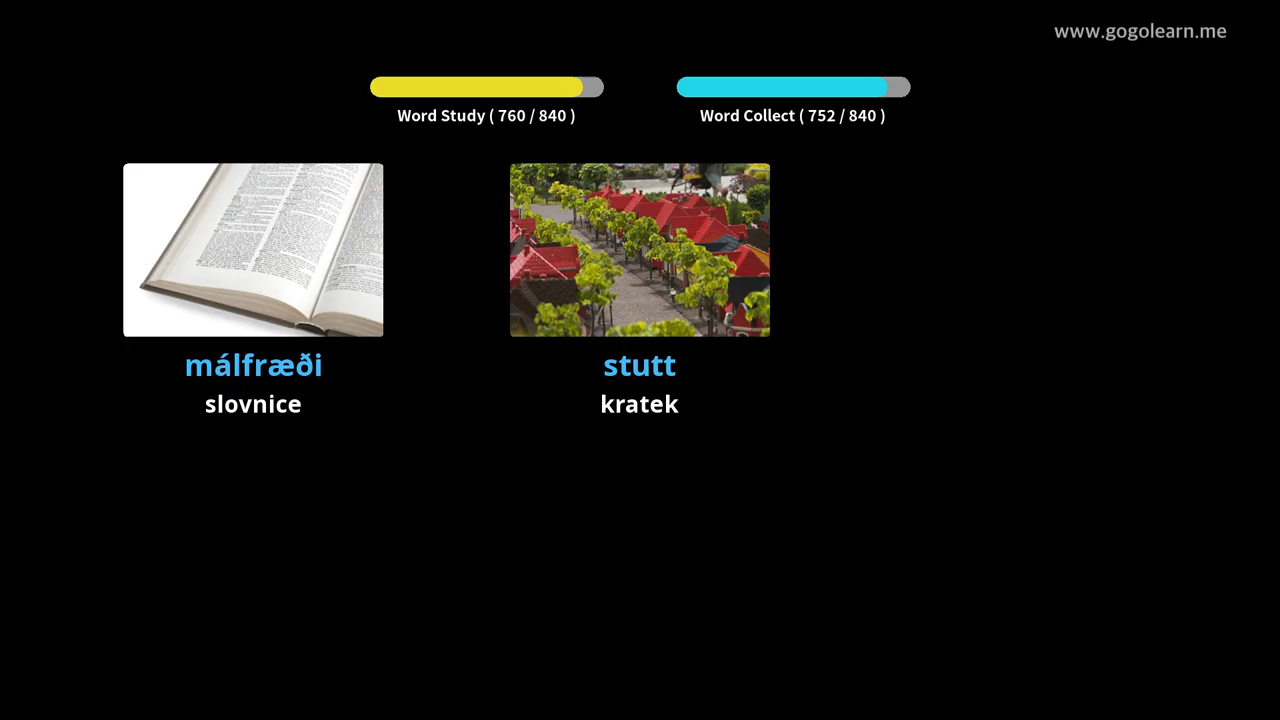 www.gogolearn.me
Word Study ( 760 / 840 )
Word Collect ( 752 / 840 )
málfræði
slovnice
stutt
kratek